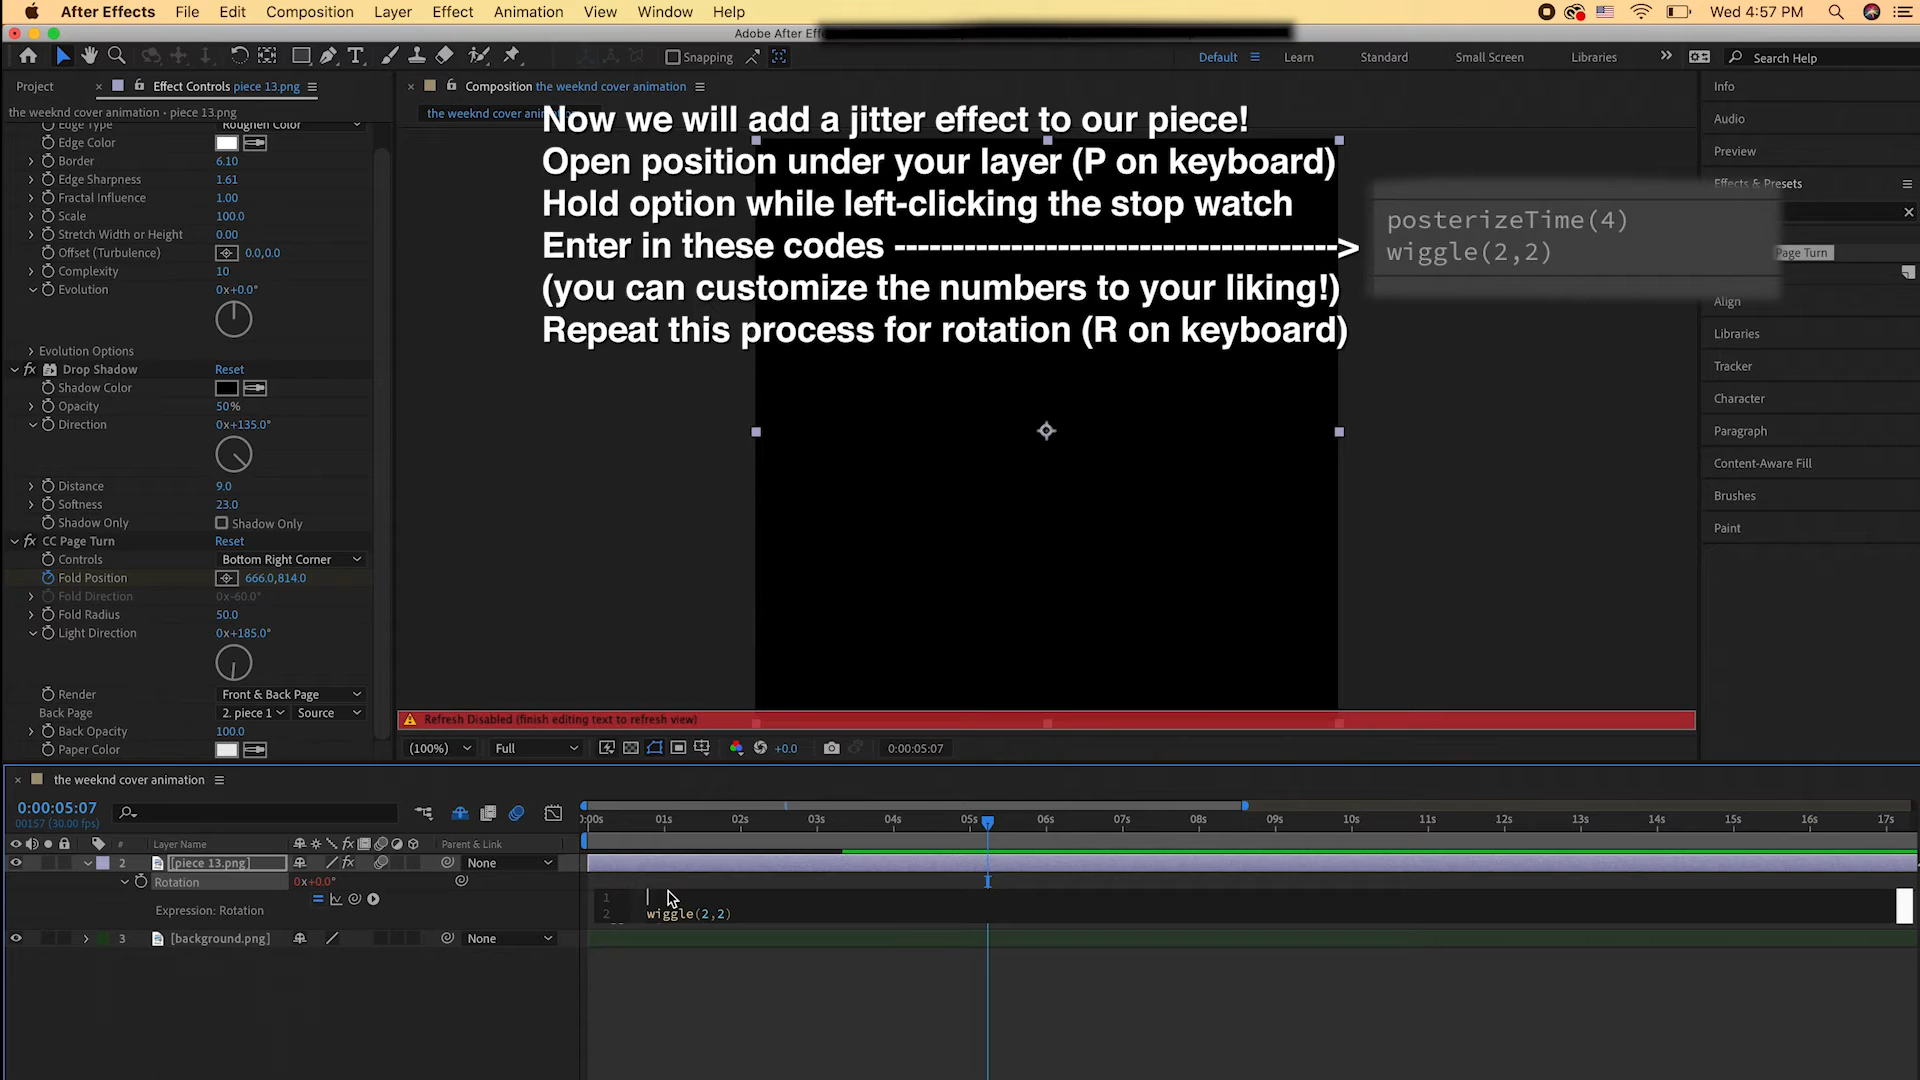 After Effects File Edit Composition Layer Effect Animation View Window Help Wed 4:57 PM
Adobe After
Snapping Default Learn Standard Small Screen Libraries Search Help
Project Effect Controls piece 13.png Composition the weeknd cover animation
the weeknd cover animation • piece 13.png
the weeknd cover
Edge Type Roughen Color
Edge Color
Border 6.10
Edge Sharpness 1.61
Fractal Influence 1.00
Scale 100.0
Stretch Width or Height 0.00
Offset (Turbulence) 0.0,0.0
Complexity 10
Evolution 0x+0.0°
Evolution Options
fx Drop Shadow Reset
Shadow Color
Opacity 50%
Direction 0x+135.0°
Distance 9.0
Softness 23.0
Shadow Only Shadow Only
fx CC Page Turn Reset
Controls Bottom Right Corner
Fold Position 666.0,814.0
Fold Direction 0x-60.0°
Fold Radius 50.0
Light Direction 0x+185.0°
Render Front & Back Page
Back Page 2. piece 1 Source
Back Opacity 100.0
Paper Color
Now we will add a jitter effect to our piece!
Open position under your layer (P on keyboard)
Hold option while left-clicking the stop watch
Enter in these codes -------------------------------------->
(you can customize the numbers to your liking!)
Repeat this process for rotation (R on keyboard)
posterizeTime(4)
wiggle(2,2)
Info
Audio
Preview
Effects & Presets
Page Turn
Align
Libraries
Tracker
Character
Paragraph
Content-Aware Fill
Brushes
Paint
Refresh Disabled (finish editing text to refresh view)
(100%) Full +0.0 0:00:05:07
the weeknd cover animation
0:00:05:07
00157 (30.00 fps)
:00s 01s 02s 03s 04s 05s 06s 07s 08s 09s 10s 11s 12s 13s 14s 15s 16s 17s
# Layer Name fx Parent & Link
2 [piece 13.png] fx None
Rotation 0x+0.0°
Expression: Rotation
1
2 wiggle(2,2)
3 [background.png] None